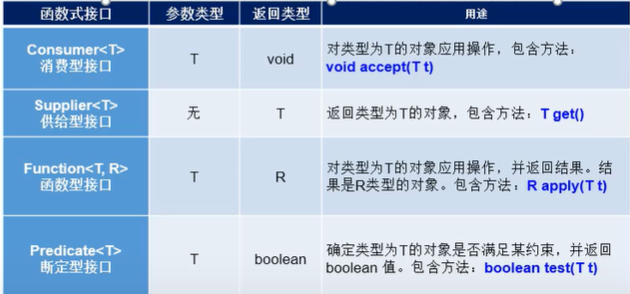 函数式接口 参数类型 返回类型 用途
Consumer<T>
消费型接口
T
void
对类型为T的对象应用操作，包含方法：
void accept(T t)
Supplier<T>
供给型接口
无
T
返回类型为T的对象，包含方法：T get()
Function<T, R>
函数型接口
T
R
对类型为T的对象应用操作，并返回结果。结
果是R类型的对象。包含方法：R apply(T t)
Predicate<T>
断定型接口
T
boolean
确定类型为T的对象是否满足某约束，并返回
boolean 值。包含方法：boolean test(T t)